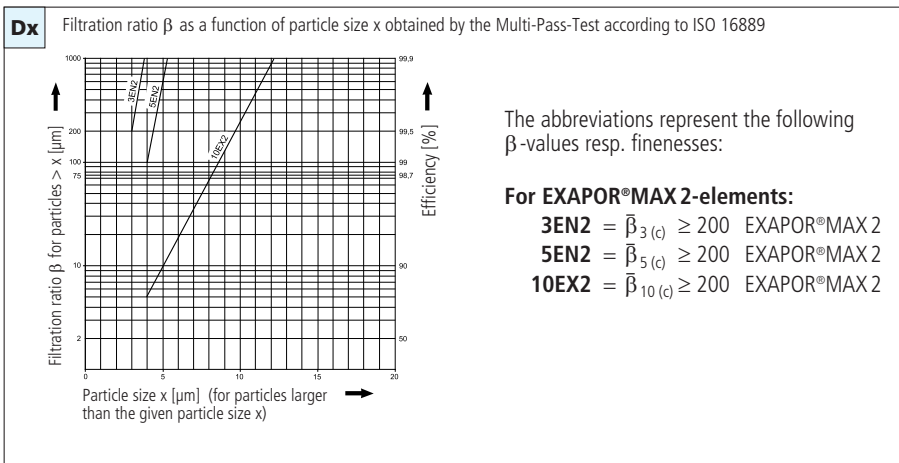 Dx
Filtration ratio β as a function of particle size x obtained by the Multi-Pass-Test according to ISO 16889
Filtration ratio β for particles > x [µm]
1000
200
100
75
10
2
3EN2
5EN2
10EX2
99,9
99,5
99
98,7
90
50
Efficiency [%]
0 5 10 15 20
Particle size x [µm] (for particles larger
than the given particle size x)
The abbreviations represent the following
β-values resp. finenesses:
For EXAPOR®MAX 2-elements:
3EN2 = β̅3 (c) ≥ 200 EXAPOR®MAX 2
5EN2 = β̅5 (c) ≥ 200 EXAPOR®MAX 2
10EX2 = β̅10 (c) ≥ 200 EXAPOR®MAX 2